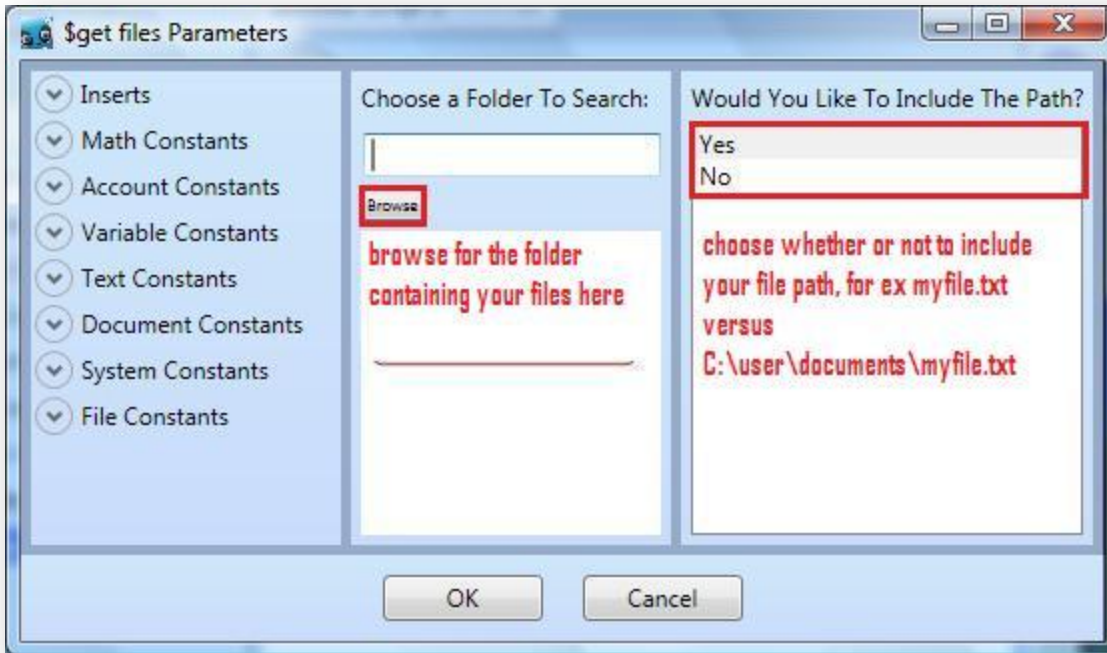 $get files Parameters
Inserts
Math Constants
Account Constants
Variable Constants
Text Constants
Document Constants
System Constants
File Constants
Choose a Folder To Search:
Browse
browse for the folder
containing your files here
Would You Like To Include The Path?
Yes
No
choose whether or not to include
your file path, for ex myfile.txt
versus
C:\user\documents\myfile.txt
OK
Cancel